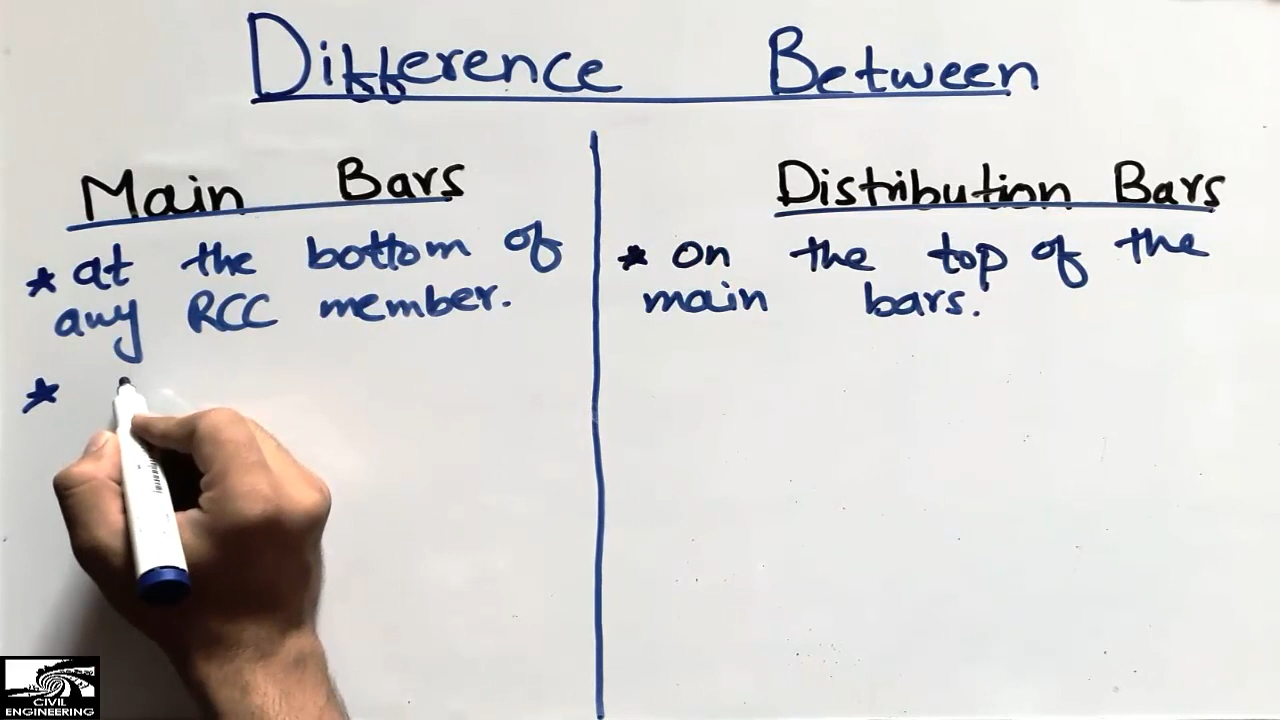 Difference Between
Main Bars
* at the bottom of
any RCC member.
*
Distribution Bars
* on the top of the
main bars.
CIVIL
ENGINEERING